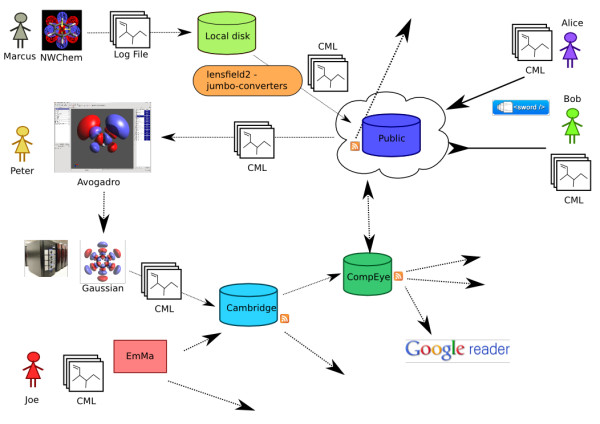 Marcus
NWChem
Log File
Local disk
CML
lensfield2 -
jumbo-converters
Alice
CML
<sword />
Bob
Public
CML
Peter
Avogadro
CML
CompEye
Gaussian
CML
Cambridge
Google reader
EmMa
Joe
CML